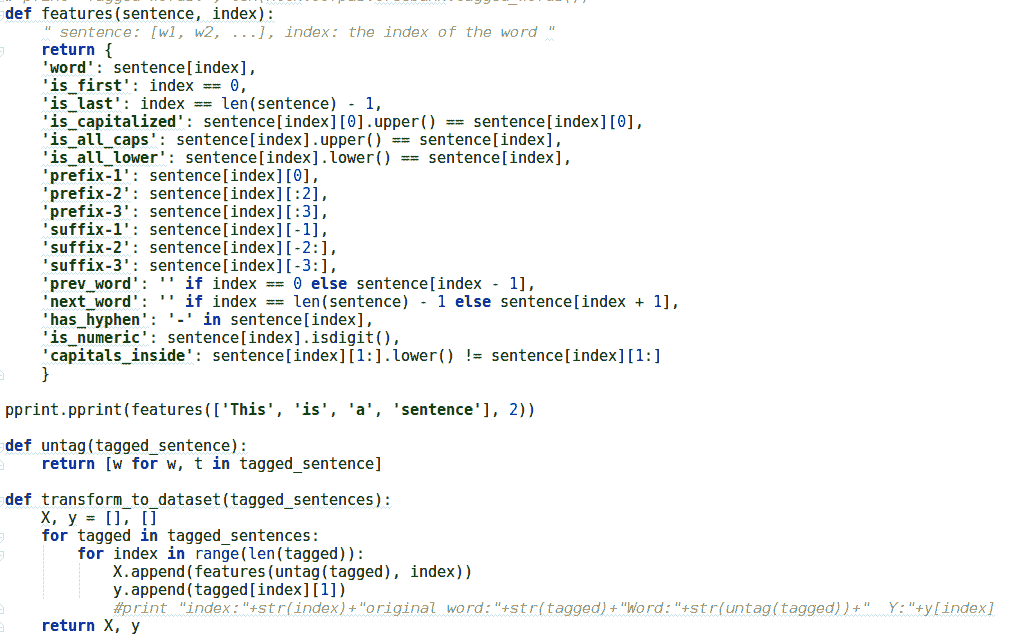 def features(sentence, index):
    " sentence: [w1, w2, ...], index: the index of the word "
    return {
    'word': sentence[index],
    'is_first': index == 0,
    'is_last': index == len(sentence) - 1,
    'is_capitalized': sentence[index][0].upper() == sentence[index][0],
    'is_all_caps': sentence[index].upper() == sentence[index],
    'is_all_lower': sentence[index].lower() == sentence[index],
    'prefix-1': sentence[index][0],
    'prefix-2': sentence[index][:2],
    'prefix-3': sentence[index][:3],
    'suffix-1': sentence[index][-1],
    'suffix-2': sentence[index][-2:],
    'suffix-3': sentence[index][-3:],
    'prev_word': '' if index == 0 else sentence[index - 1],
    'next_word': '' if index == len(sentence) - 1 else sentence[index + 1],
    'has_hyphen': '-' in sentence[index],
    'is_numeric': sentence[index].isdigit(),
    'capitals_inside': sentence[index][1:].lower() != sentence[index][1:]
    }
pprint.pprint(features(['This', 'is', 'a', 'sentence'], 2))
def untag(tagged_sentence):
    return [w for w, t in tagged_sentence]
def transform_to_dataset(tagged_sentences):
    X, y = [], []
    for tagged in tagged_sentences:
        for index in range(len(tagged)):
            X.append(features(untag(tagged), index))
            y.append(tagged[index][1])
            #print "index:"+str(index)+"original word:"+str(tagged)+"Word:"+str(untag(tagged))+"  Y:"+y[index]
    return X, y